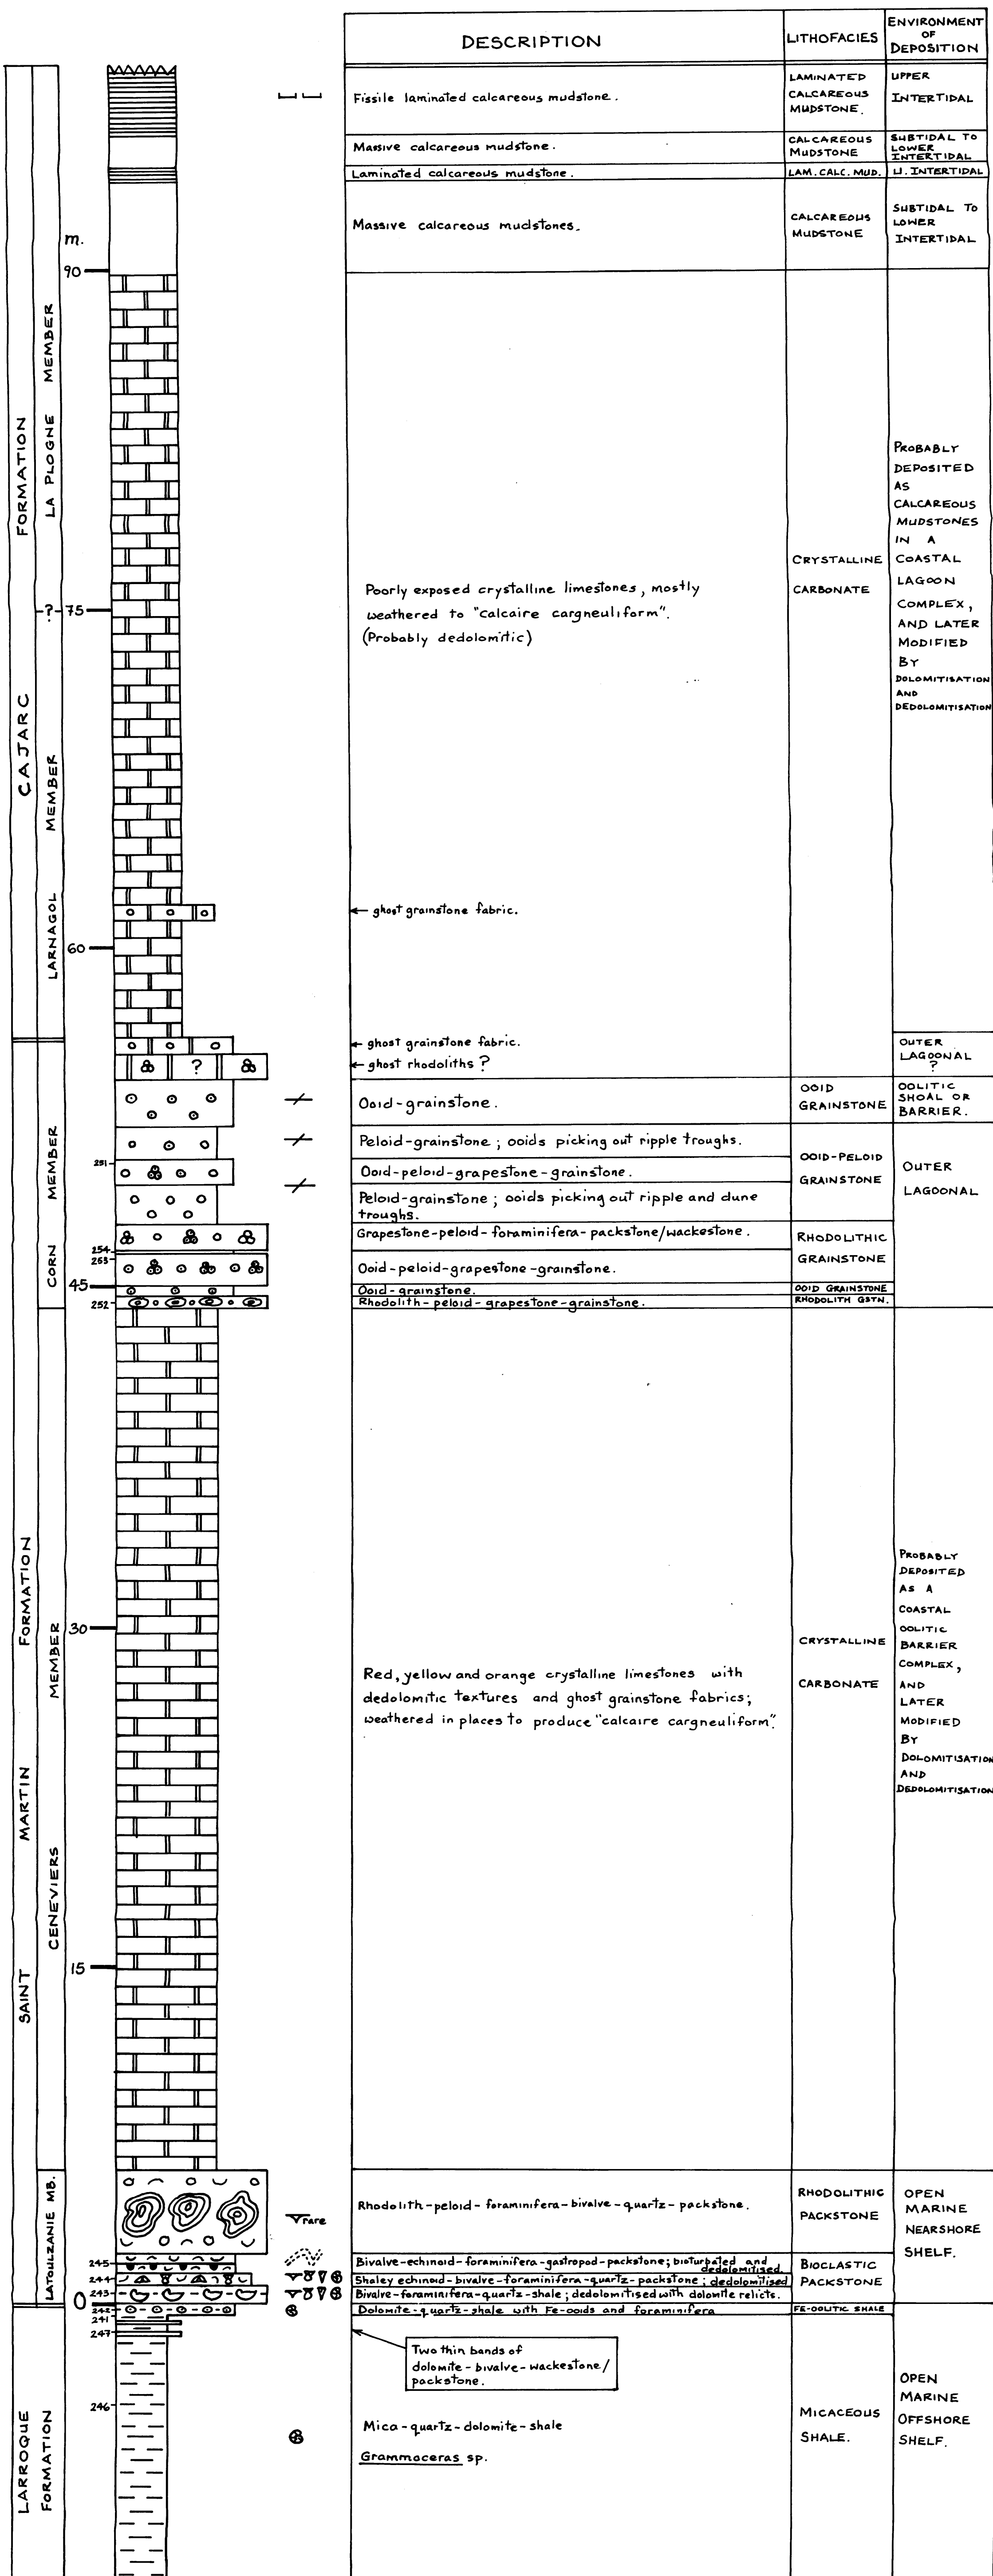 DESCRIPTION
LITHOFACIES
ENVIRONMENT
OF
DEPOSITION
Fissile laminated calcareous mudstone.
LAMINATED
CALCAREOUS
MUDSTONE.
UPPER
INTERTIDAL
Massive calcareous mudstone.
CALCAREOUS
MUDSTONE
SUBTIDAL TO
LOWER
INTERTIDAL
Laminated calcareous mudstone.
LAM. CALC. MUD.
U. INTERTIDAL
Massive calcareous mudstones.
CALCAREOUS
MUDSTONE
SUBTIDAL TO
LOWER
INTERTIDAL
m.
90
CAJARC FORMATION
LA PLOGNE MEMBER
-?-
75
Poorly exposed crystalline limestones, mostly
weathered to "calcaire cargneuliform".
(Probably dedolomitic)
CRYSTALLINE
CARBONATE
PROBABLY
DEPOSITED
AS
CALCAREOUS
MUDSTONES
IN A
COASTAL
LAGOON
COMPLEX,
AND LATER
MODIFIED
BY
DOLOMITISATION
AND
DEDOLOMITISATION
LARNAGOL MEMBER
ghost grainstone fabric.
60
ghost grainstone fabric.
?
ghost rhodoliths ?
OUTER
LAGOONAL
?
Ooid-grainstone.
OOID
GRAINSTONE
OOLITIC
SHOAL OR
BARRIER.
CORN MEMBER
Peloid-grainstone; ooids picking out ripple troughs.
251
Ooid-peloid-grapestone-grainstone.
OOID-PELOID
GRAINSTONE
OUTER
LAGOONAL
Peloid-grainstone; ooids picking out ripple and dune
troughs.
Grapestone-peloid-foraminifera-packstone/wackestone.
RHODOLITHIC
GRAINSTONE
254
253
Ooid-peloid-grapestone-grainstone.
45
Ooid-grainstone.
OOID GRAINSTONE
252
Rhodolith-peloid-grapestone-grainstone.
RHODOLITH GSTN.
SAINT MARTIN FORMATION
CENEVIERS MEMBER
30
Red, yellow and orange crystalline limestones with
dedolomitic textures and ghost grainstone fabrics;
weathered in places to produce "calcaire cargneuliform".
CRYSTALLINE
CARBONATE
PROBABLY
DEPOSITED
AS A
COASTAL
OOLITIC
BARRIER
COMPLEX,
AND
LATER
MODIFIED
BY
DOLOMITISATION
AND
DEDOLOMITISATION
15
LATOULZANIE MB.
rare
Rhodolith-peloid-foraminifera-bivalve-quartz-packstone.
RHODOLITHIC
PACKSTONE
OPEN
MARINE
NEARSHORE
SHELF.
245
Bivalve-echinoid-foraminifera-gastropod-packstone; bioturbated and
dedolomitised.
BIOCLASTIC
PACKSTONE
244
Shaley echinoid-bivalve-foraminifera-quartz-packstone; dedolomitised
243
Bivalve-foraminifera-quartz-shale; dedolomitised with dolomite relicts.
0
242
Dolomite-quartz-shale with Fe-ooids and foraminifera
FE-OOLITIC SHALE
241
247
Two thin bands of
dolomite-bivalve-wackestone/
packstone.
246
LARROQUE FORMATION
Mica-quartz-dolomite-shale
Grammoceras sp.
MICACEOUS
SHALE.
OPEN
MARINE
OFFSHORE
SHELF.